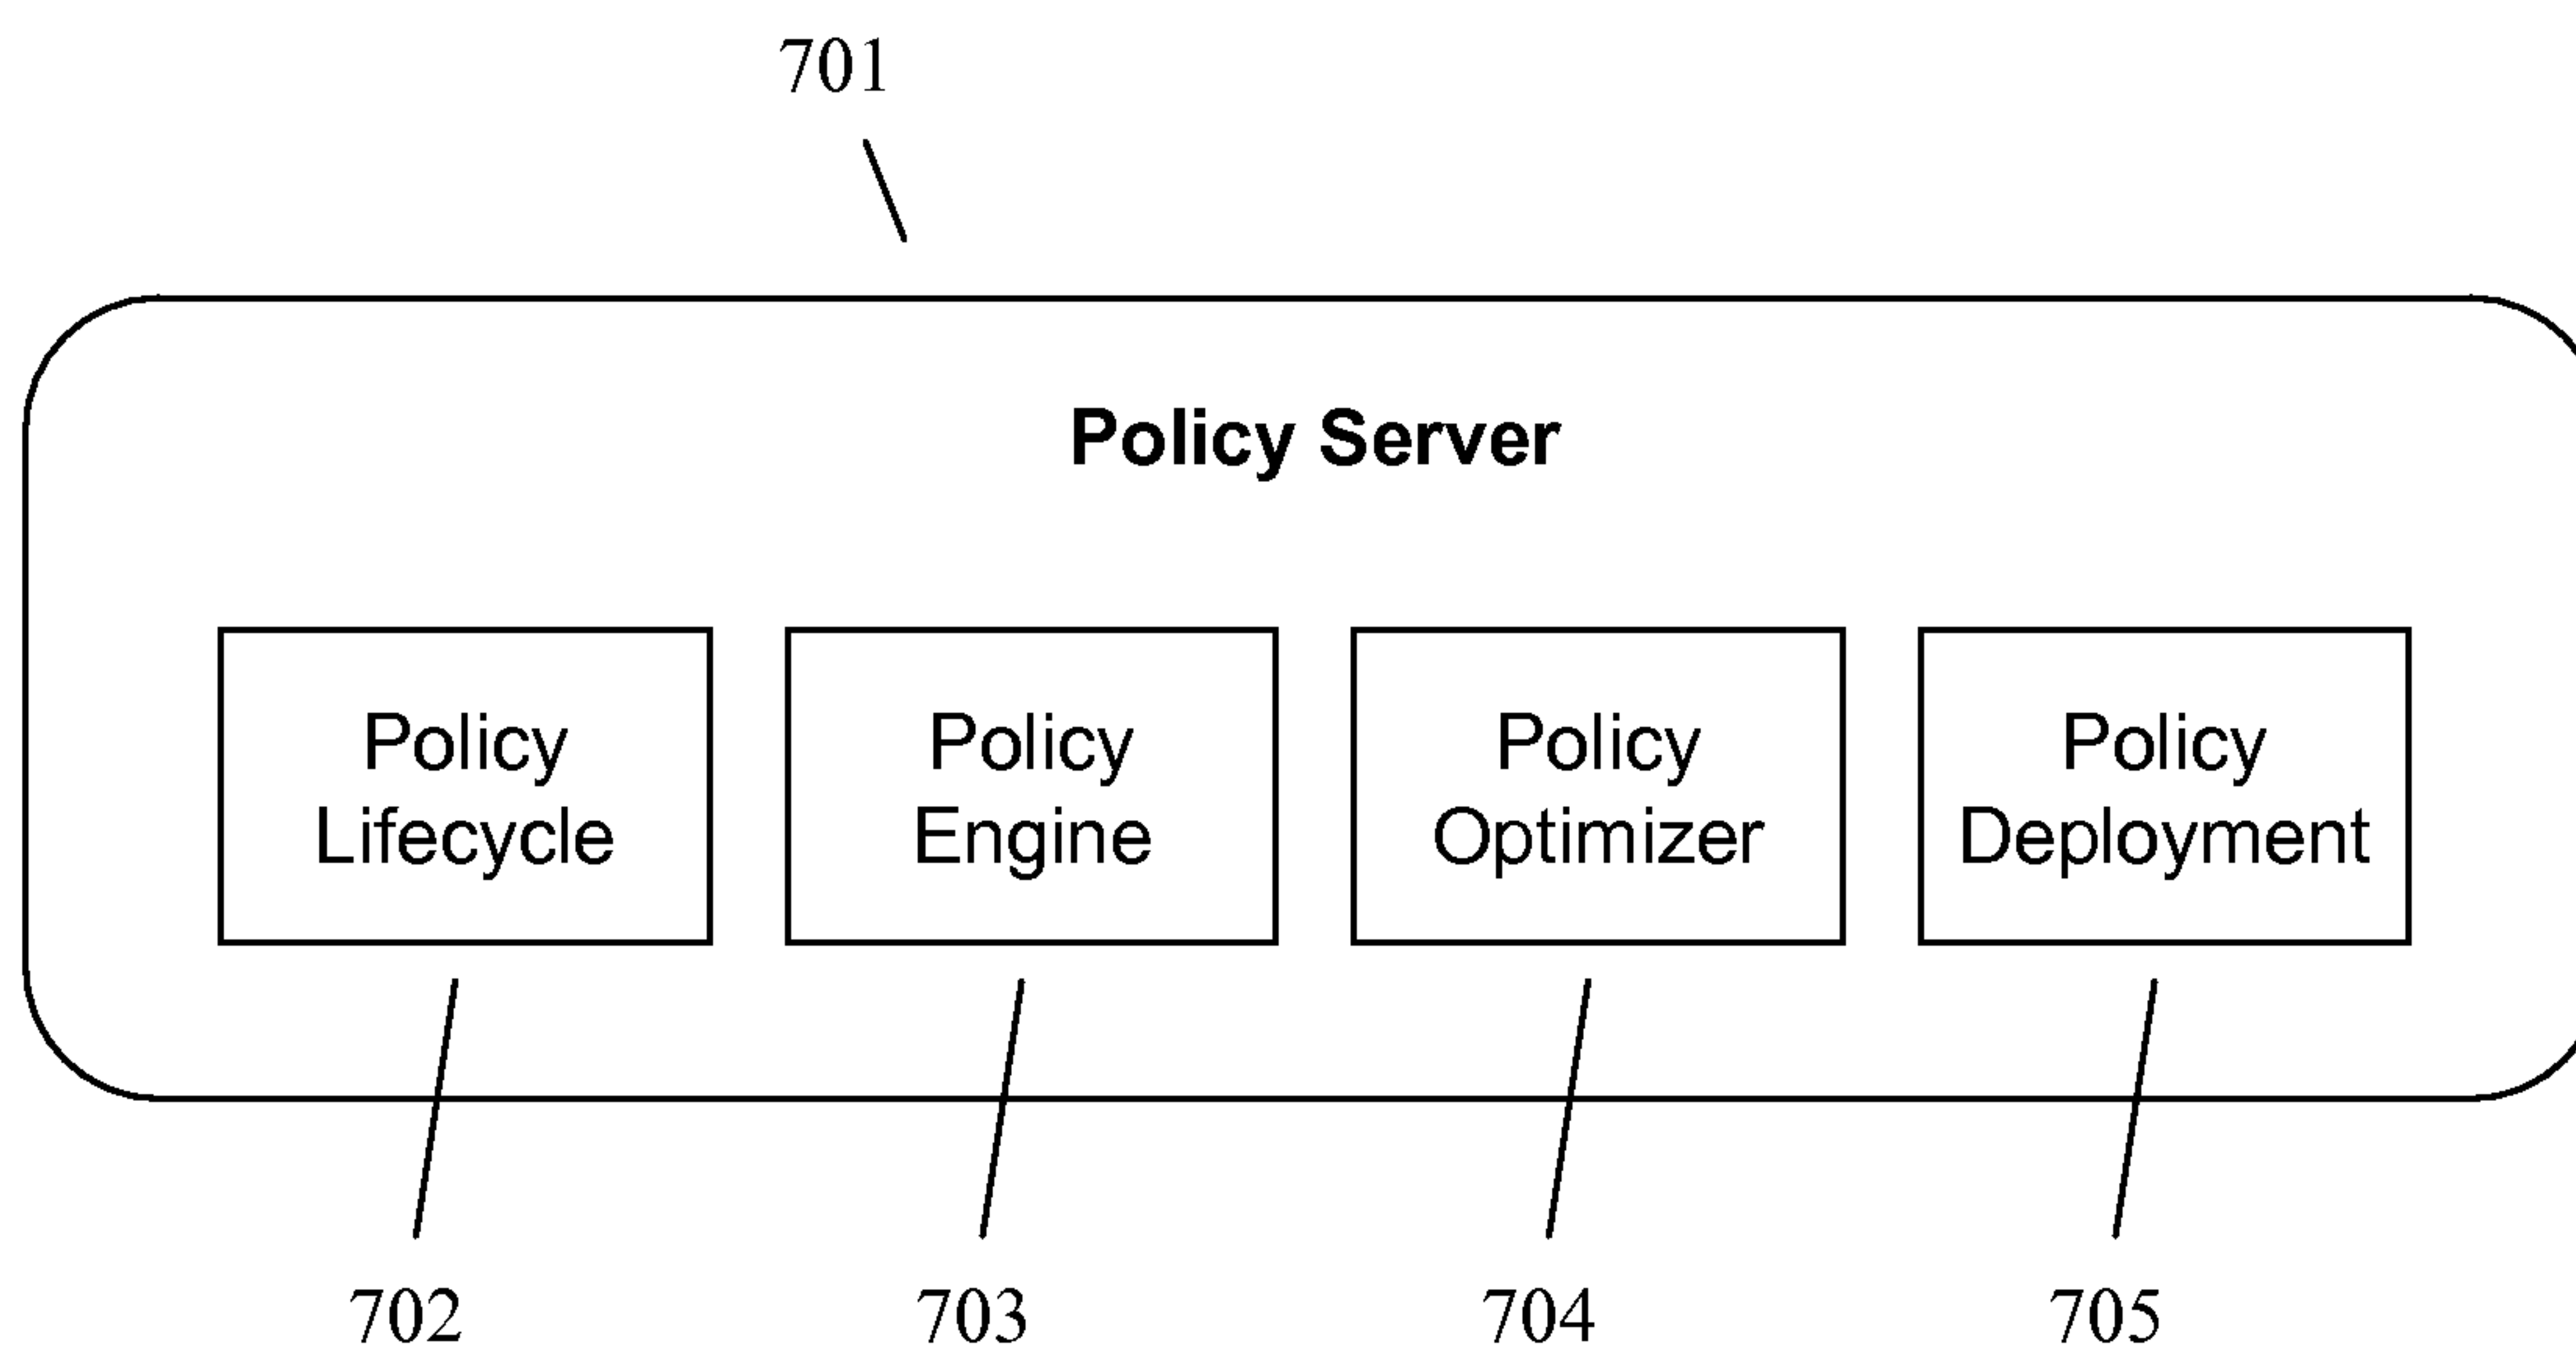 701
Policy Server
Policy
Lifecycle
Policy
Engine
Policy
Optimizer
Policy
Deployment
702
703
704
705